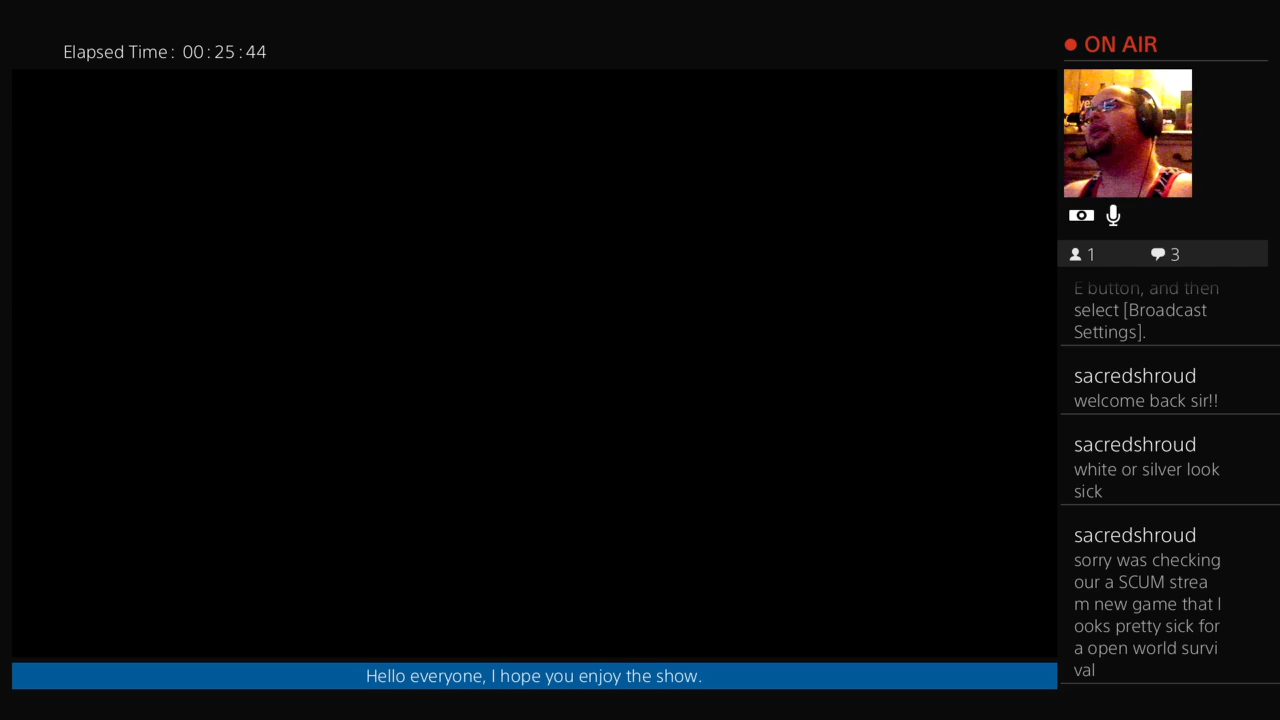 Elapsed Time: 00:25:44
ON AIR
1
3
E button, and then
select [Broadcast
Settings].
sacredshroud
welcome back sir!!
sacredshroud
white or silver look
sick
sacredshroud
sorry was checking
our a SCUM strea
m new game that l
ooks pretty sick for
a open world survi
val
Hello everyone, I hope you enjoy the show.